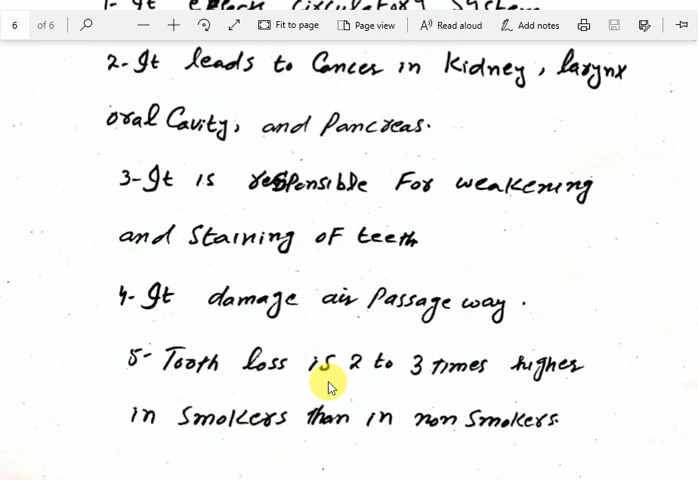 6 of 6 Fit to page Page view Read aloud Add notes
2- It leads to Cancer in Kidney, larynx
oral Cavity, and Pancreas.
3- It is responsible For weakening
and Staining of teeth
4- It damage air Passage way.
5- Tooth loss is 2 to 3 times higher
in smokers than in non smokers.